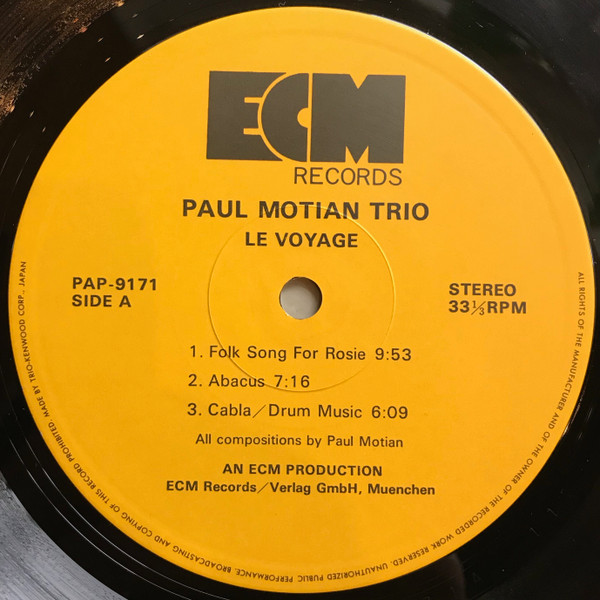 ECM
RECORDS
PAUL MOTIAN TRIO
LE VOYAGE
PAP-9171
SIDE A
STEREO
33⅓RPM
1. Folk Song For Rosie 9:53
2. Abacus 7:16
3. Cabla/Drum Music 6:09
All compositions by Paul Motian
AN ECM PRODUCTION
ECM Records/Verlag GmbH, Muenchen
ALL RIGHTS OF THE MANUFACTURER AND OF THE OWNER OF THE RECORDED WORK RESERVED. UNAUTHORIZED PUBLIC PERFORMANCE, BROADCASTING AND COPYING OF THIS RECORD PROHIBITED. MADE BY TRIO-KENWOOD CORP., JAPAN